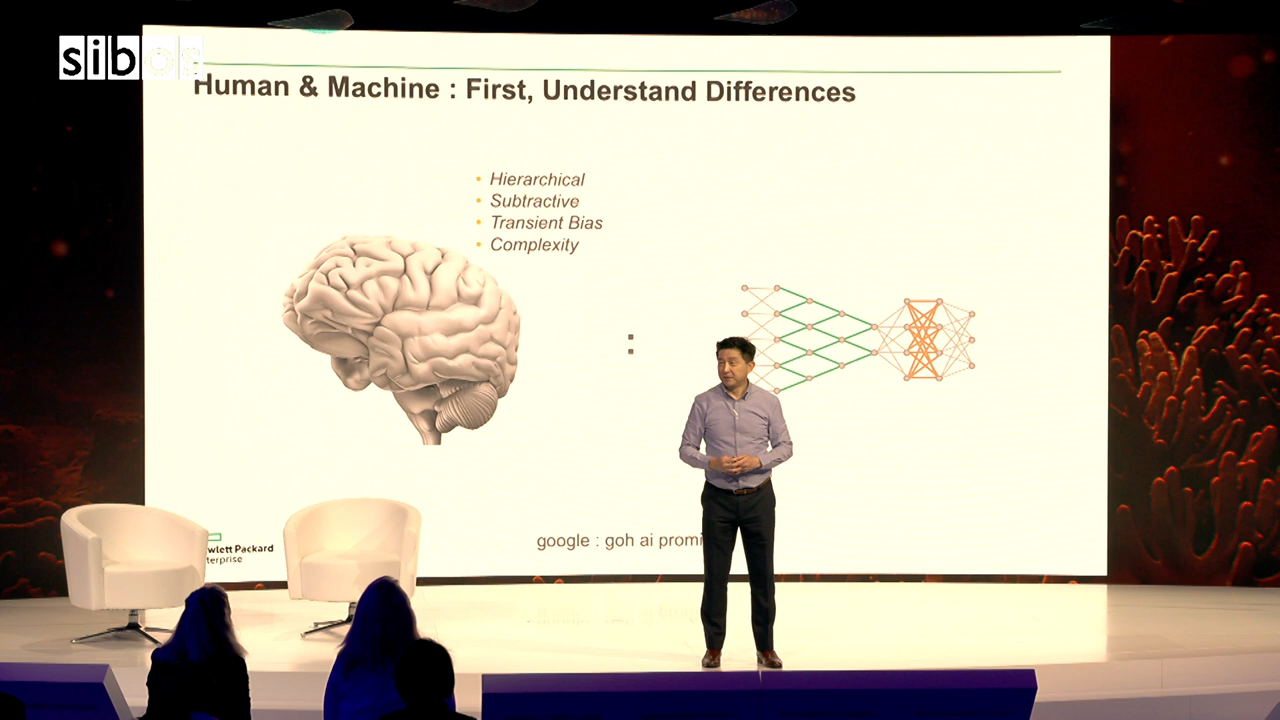 sibos
Human & Machine : First, Understand Differences
• Hierarchical
• Subtractive
• Transient Bias
• Complexity
:
wlett Packard
terprise
google : goh ai promi